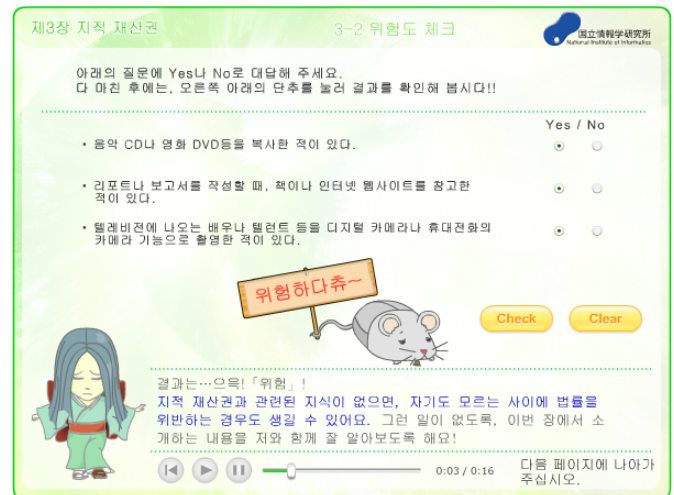 제3장 지적 재산권
3-2 위험도 체크
国立情報学研究所
National Institute of Informatics
아래의 질문에 Yes나 No로 대답해 주세요.
다 마친 후에는, 오른쪽 아래의 단추를 눌러 결과를 확인해 봅시다!!
Yes / No
・음악 CD나 영화 DVD등을 복사한 적이 있다.
・리포트나 보고서를 작성할 때, 책이나 인터넷 웹사이트를 참고한
적이 있다.
・텔레비전에 나오는 배우나 탤런트 등을 디지털 카메라나 휴대전화의
카메라 기능으로 촬영한 적이 있다.
위험하다츄~
Check
Clear
결과는…으윽!「위험」!
지적 재산권과 관련된 지식이 없으면, 자기도 모르는 사이에 법률을
위반하는 경우도 생길 수 있어요. 그런 일이 없도록, 이번 장에서 소
개하는 내용을 저와 함께 잘 알아보도록 해요!
0:03 / 0:16
다음 페이지에 나아가
주십시오.